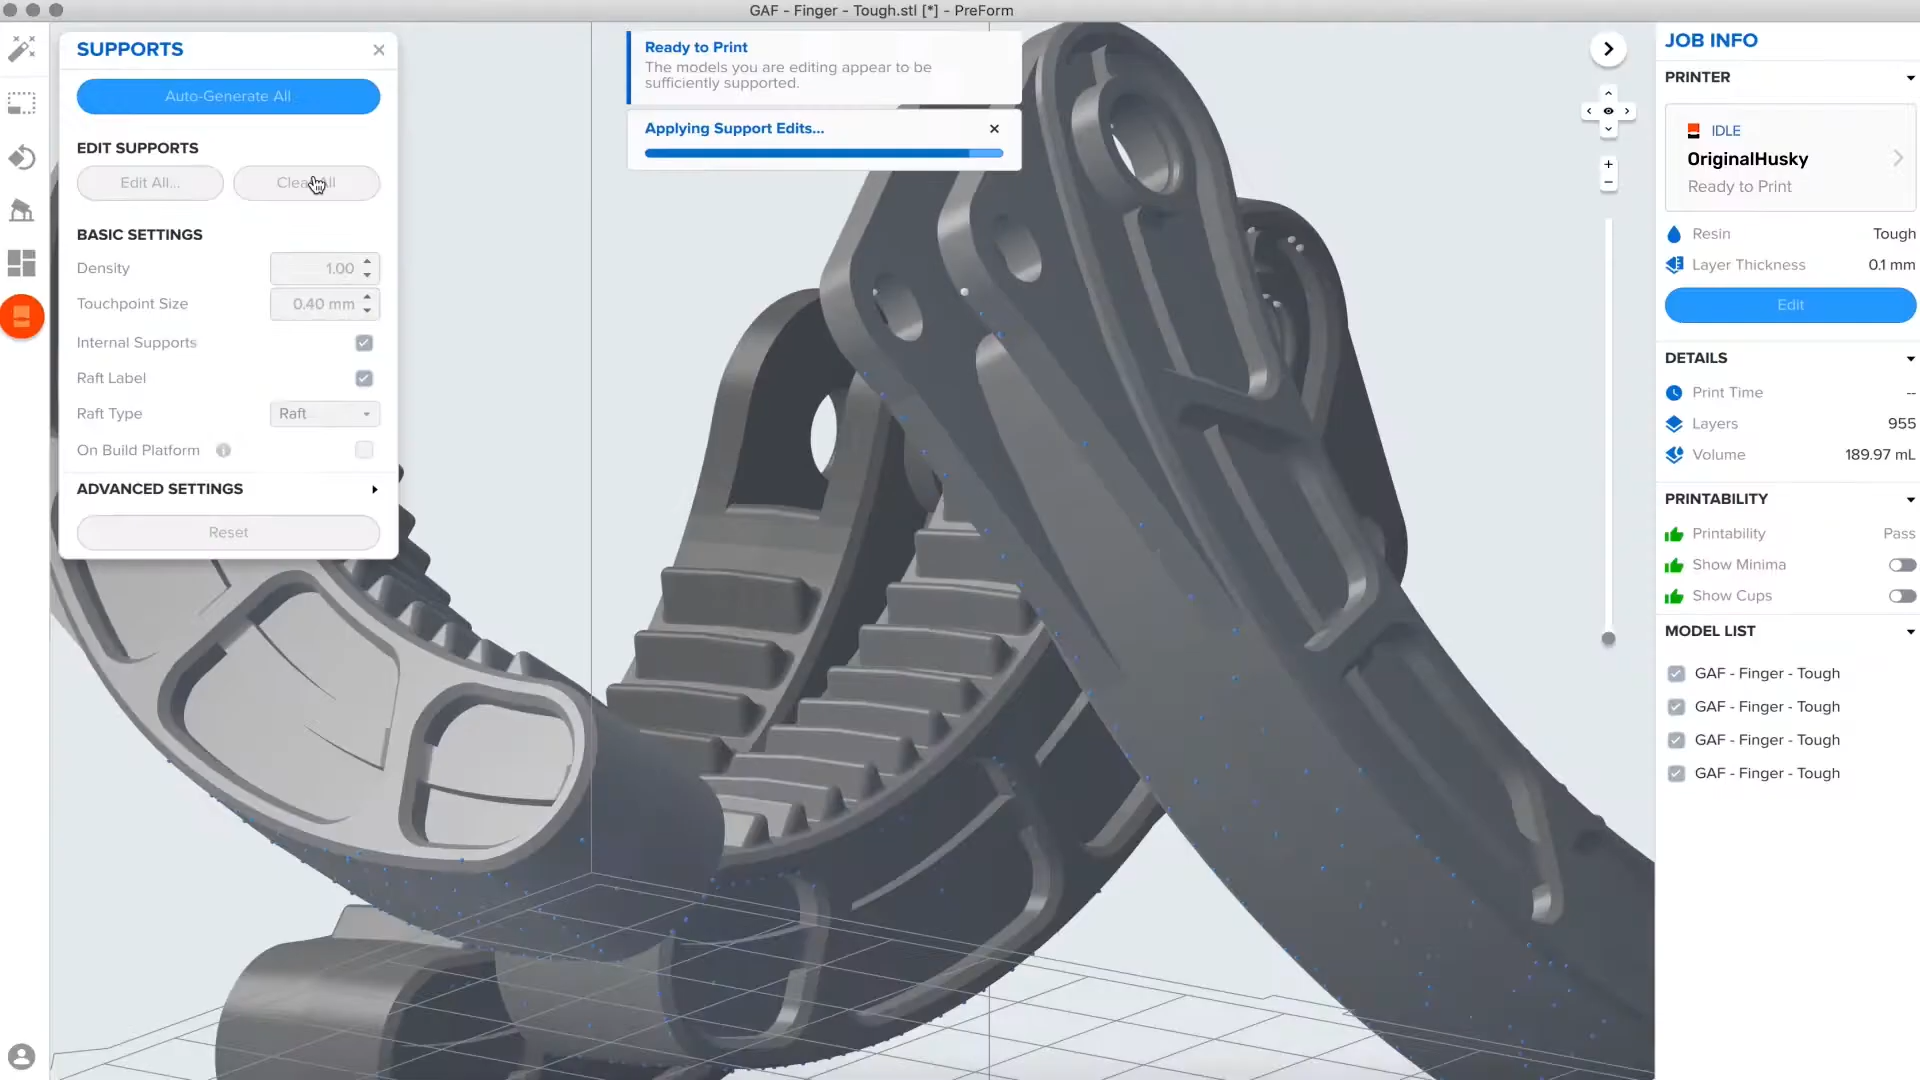 GAF - Finger - Tough.stl [*] - PreForm
SUPPORTS
Auto-Generate All
EDIT SUPPORTS
Edit All...
Clear All
BASIC SETTINGS
Density
1.00
Touchpoint Size
0.40 mm
Internal Supports
Raft Label
Raft Type
Raft
On Build Platform
ADVANCED SETTINGS
Reset
Ready to Print
The models you are editing appear to be
sufficiently supported.
Applying Support Edits...
JOB INFO
PRINTER
IDLE
OriginalHusky
Ready to Print
Resin
Tough
Layer Thickness
0.1 mm
Edit
DETAILS
Print Time
--
Layers
955
Volume
189.97 mL
PRINTABILITY
Printability
Pass
Show Minima
Show Cups
MODEL LIST
GAF - Finger - Tough
GAF - Finger - Tough
GAF - Finger - Tough
GAF - Finger - Tough